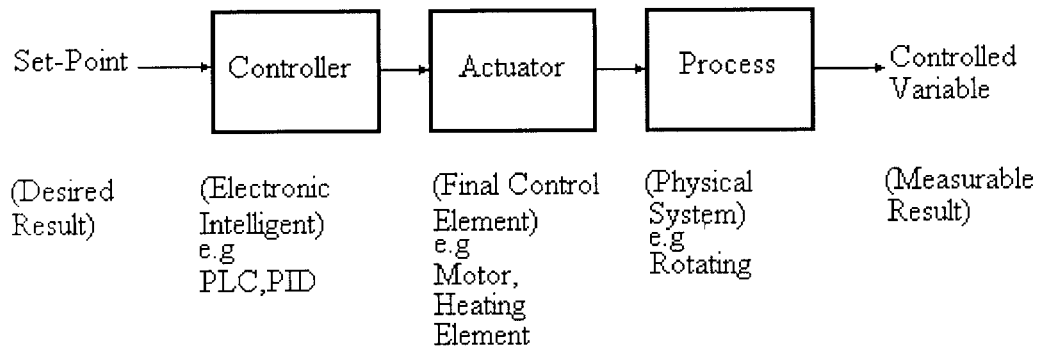 Set-Point
Controller
Actuator
Process
Controlled
Variable
(Desired
Result)
(Electronic
Intelligent)
e.g
PLC,PID
(Final Control
Element)
e.g
Motor,
Heating
Element
(Physical
System)
e.g
Rotating
(Measurable
Result)